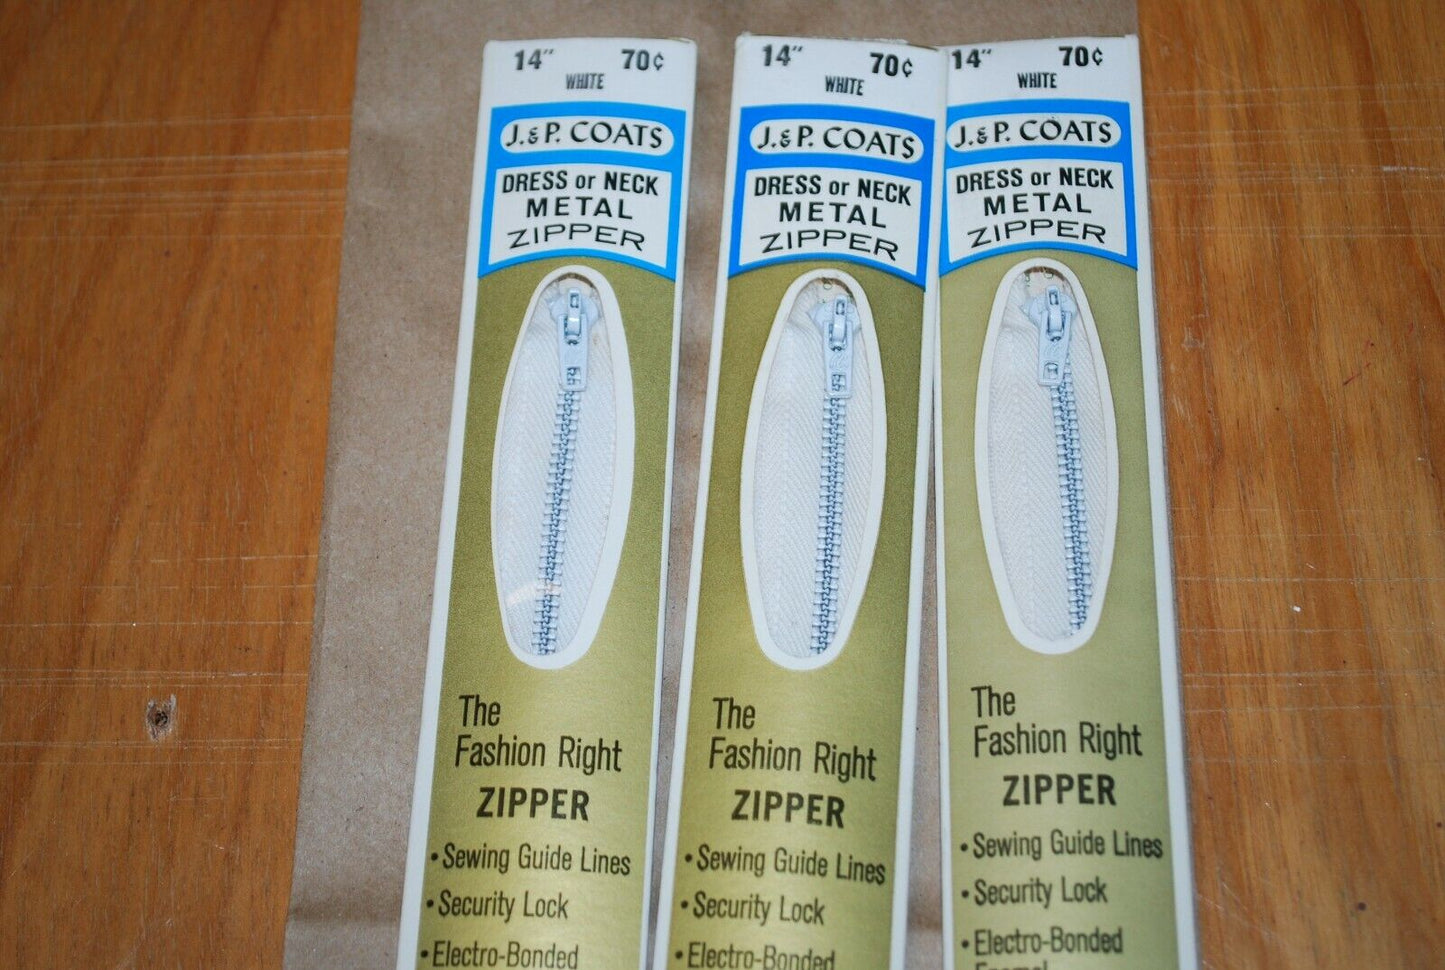 14" 70¢
WHITE
J. & P. COATS
DRESS or NECK
METAL
ZIPPER
The
Fashion Right
ZIPPER
• Sewing Guide Lines
• Security Lock
• Electro-Bonded
14" 70¢
WHITE
J. & P. COATS
DRESS or NECK
METAL
ZIPPER
The
Fashion Right
ZIPPER
• Sewing Guide Lines
• Security Lock
• Electro-Bonded
14" 70¢
WHITE
J. & P. COATS
DRESS or NECK
METAL
ZIPPER
The
Fashion Right
ZIPPER
• Sewing Guide Lines
• Security Lock
• Electro-Bonded
Enamel